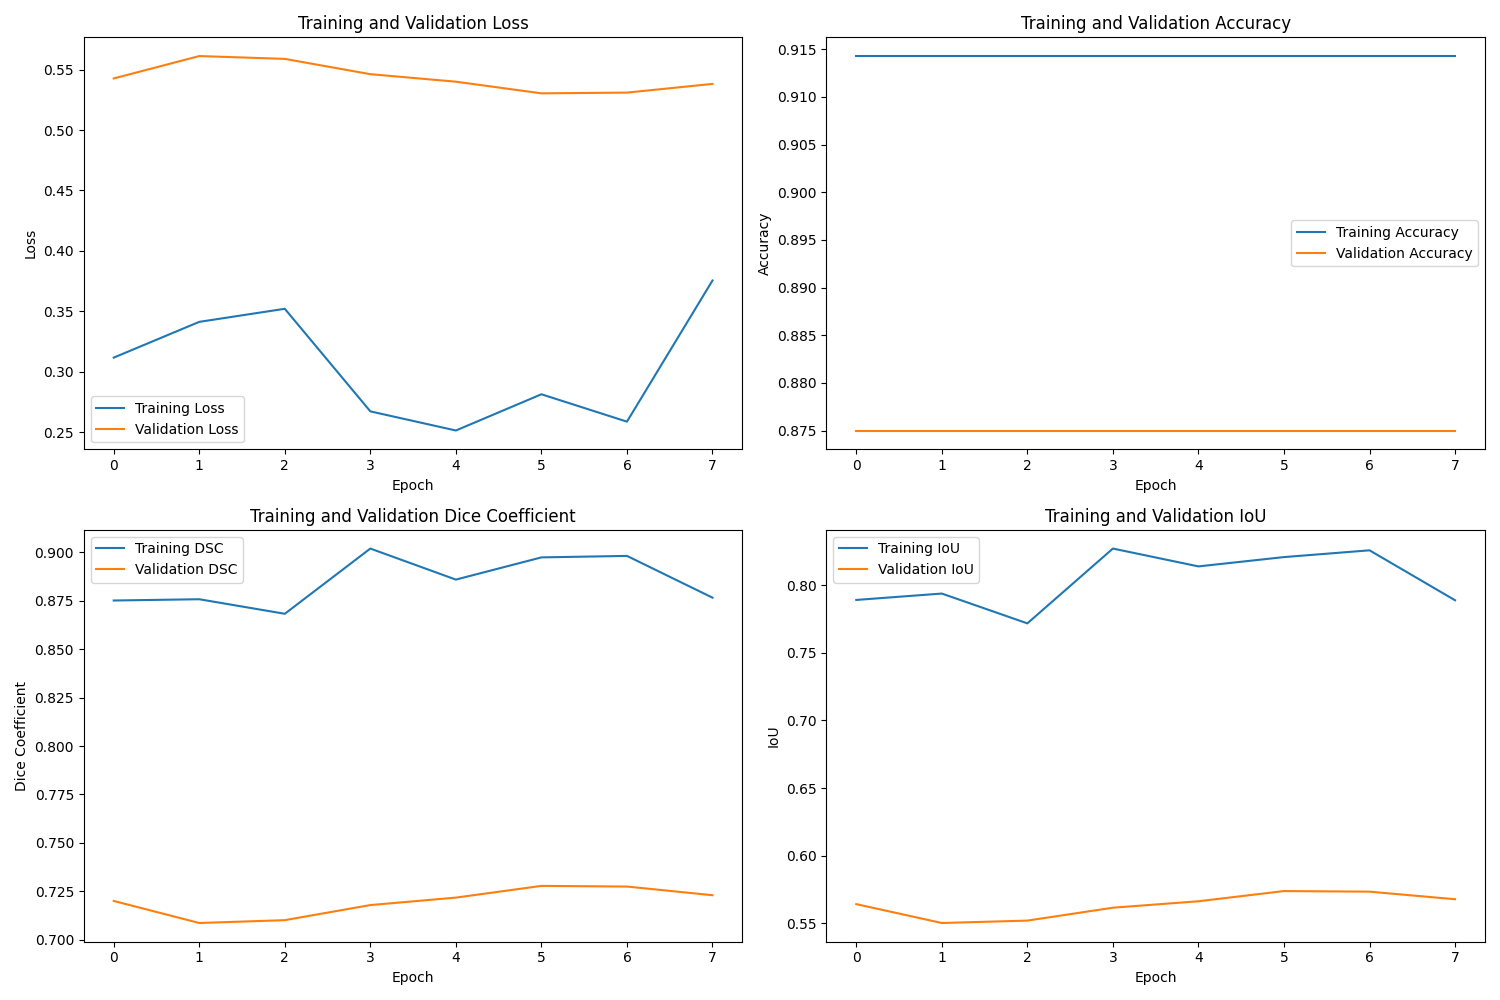 Training and Validation Loss
0.55
0.50
0.45
0.40
0.35
0.30
0.25
Loss
Training Loss
Validation Loss
0 1 2 3 4 5 6 7
Epoch
Training and Validation Accuracy
0.915
0.910
0.905
0.900
0.895
0.890
0.885
0.880
0.875
Accuracy
Training Accuracy
Validation Accuracy
0 1 2 3 4 5 6 7
Epoch
Training and Validation Dice Coefficient
0.900
0.875
0.850
0.825
0.800
0.775
0.750
0.725
0.700
Dice Coefficient
Training DSC
Validation DSC
0 1 2 3 4 5 6 7
Epoch
Training and Validation IoU
0.80
0.75
0.70
0.65
0.60
0.55
IoU
Training IoU
Validation IoU
0 1 2 3 4 5 6 7
Epoch